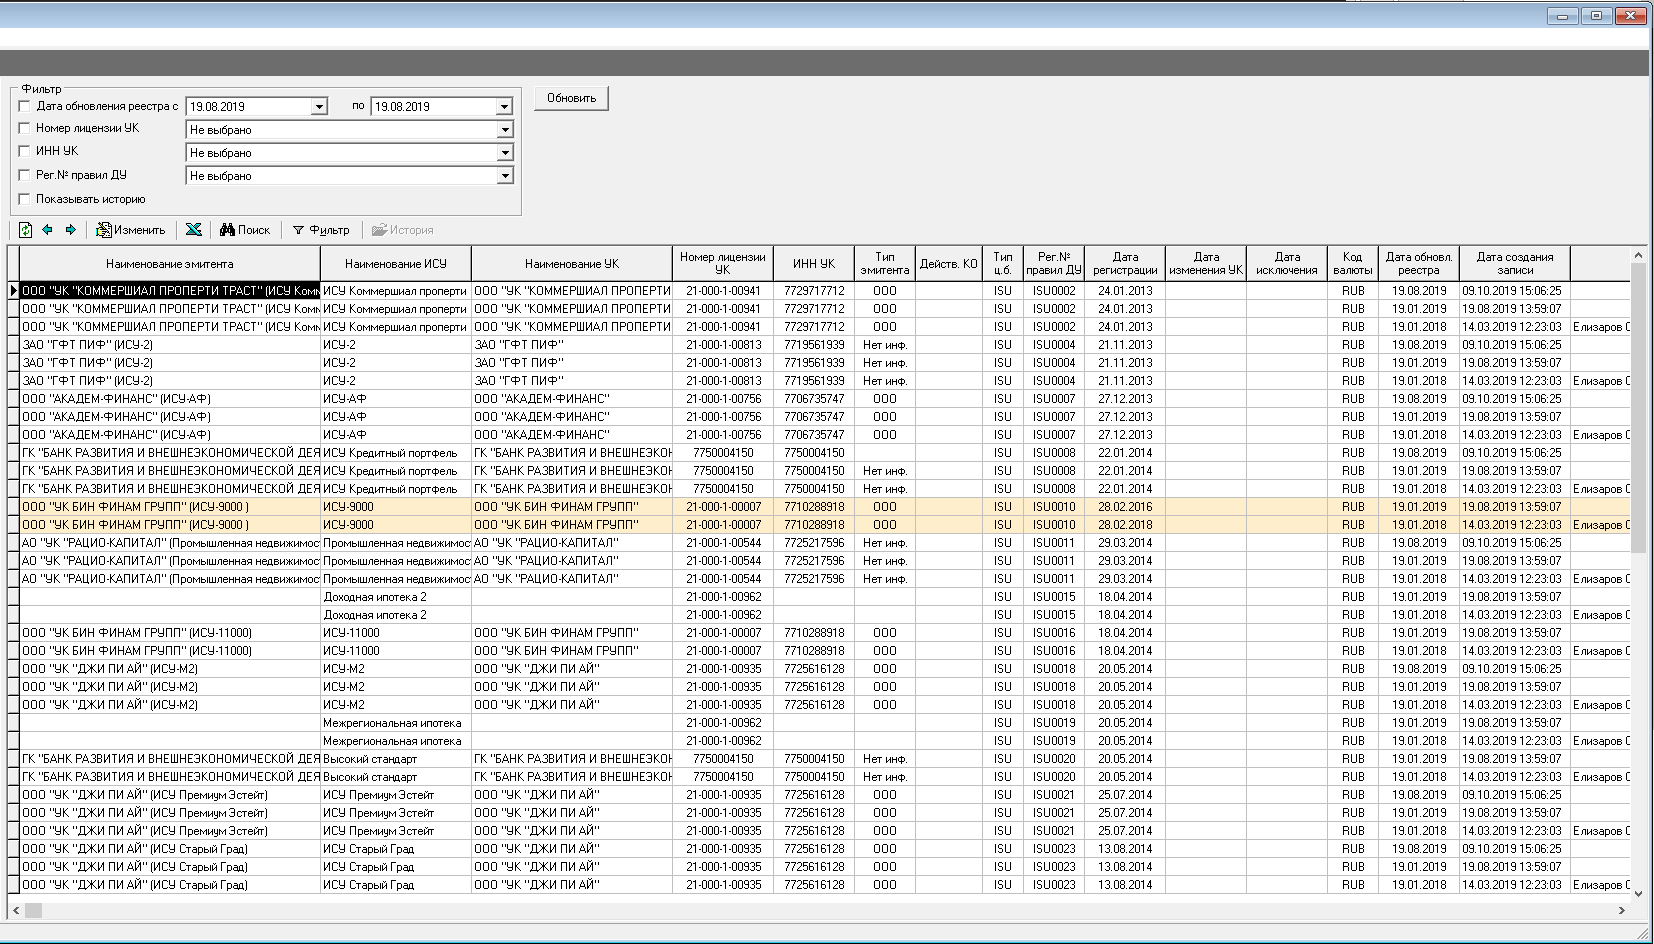 Фильтр
Дата обновления реестра с 19.08.2019 по 19.08.2019 Обновить
Номер лицензии УК Не выбрано
ИНН УК Не выбрано
Рег.№ правил ДУ Не выбрано
Показывать историю
Изменить Поиск Фильтр История
Наименование эмитента Наименование ИСУ Наименование УК Номер лицензии УК ИНН УК Тип эмитента Действ. КО Тип ц.б. Рег.№ правил ДУ Дата регистрации Дата изменения УК Дата исключения Код валюты Дата обновл. реестра Дата создания записи
ООО "УК "КОММЕРШИАЛ ПРОПЕРТИ ТРАСТ" (ИСУ Комм ИСУ Коммершиал проперти ООО "УК "КОММЕРШИАЛ ПРОПЕРТИ 21-000-1-00941 7729717712 ООО ISU ISU0002 24.01.2013 RUB 19.08.2019 09.10.2019 15:06:25
ООО "УК "КОММЕРШИАЛ ПРОПЕРТИ ТРАСТ" (ИСУ Комм ИСУ Коммершиал проперти ООО "УК "КОММЕРШИАЛ ПРОПЕРТИ 21-000-1-00941 7729717712 ООО ISU ISU0002 24.01.2013 RUB 19.01.2019 19.08.2019 13:59:07
ООО "УК "КОММЕРШИАЛ ПРОПЕРТИ ТРАСТ" (ИСУ Комм ИСУ Коммершиал проперти ООО "УК "КОММЕРШИАЛ ПРОПЕРТИ 21-000-1-00941 7729717712 ООО ISU ISU0002 24.01.2013 RUB 19.01.2018 14.03.2019 12:23:03 Елизаров С
ЗАО "ГФТ ПИФ" (ИСУ-2) ИСУ-2 ЗАО "ГФТ ПИФ" 21-000-1-00813 7719561939 Нет инф. ISU ISU0004 21.11.2013 RUB 19.08.2019 09.10.2019 15:06:25
ЗАО "ГФТ ПИФ" (ИСУ-2) ИСУ-2 ЗАО "ГФТ ПИФ" 21-000-1-00813 7719561939 Нет инф. ISU ISU0004 21.11.2013 RUB 19.01.2019 19.08.2019 13:59:07
ЗАО "ГФТ ПИФ" (ИСУ-2) ИСУ-2 ЗАО "ГФТ ПИФ" 21-000-1-00813 7719561939 Нет инф. ISU ISU0004 21.11.2013 RUB 19.01.2018 14.03.2019 12:23:03 Елизаров С
ООО "АКАДЕМ-ФИНАНС" (ИСУ-АФ) ИСУ-АФ ООО "АКАДЕМ-ФИНАНС" 21-000-1-00756 7706735747 ООО ISU ISU0007 27.12.2013 RUB 19.08.2019 09.10.2019 15:06:25
ООО "АКАДЕМ-ФИНАНС" (ИСУ-АФ) ИСУ-АФ ООО "АКАДЕМ-ФИНАНС" 21-000-1-00756 7706735747 ООО ISU ISU0007 27.12.2013 RUB 19.01.2019 19.08.2019 13:59:07
ООО "АКАДЕМ-ФИНАНС" (ИСУ-АФ) ИСУ-АФ ООО "АКАДЕМ-ФИНАНС" 21-000-1-00756 7706735747 ООО ISU ISU0007 27.12.2013 RUB 19.01.2018 14.03.2019 12:23:03 Елизаров С
ГК "БАНК РАЗВИТИЯ И ВНЕШНЕЭКОНОМИЧЕСКОЙ ДЕЯ ИСУ Кредитный портфель ГК "БАНК РАЗВИТИЯ И ВНЕШНЕЭКОН 7750004150 7750004150 ISU ISU0008 22.01.2014 RUB 19.08.2019 09.10.2019 15:06:25
ГК "БАНК РАЗВИТИЯ И ВНЕШНЕЭКОНОМИЧЕСКОЙ ДЕЯ ИСУ Кредитный портфель ГК "БАНК РАЗВИТИЯ И ВНЕШНЕЭКОН 7750004150 7750004150 Нет инф. ISU ISU0008 22.01.2014 RUB 19.01.2019 19.08.2019 13:59:07
ГК "БАНК РАЗВИТИЯ И ВНЕШНЕЭКОНОМИЧЕСКОЙ ДЕЯ ИСУ Кредитный портфель ГК "БАНК РАЗВИТИЯ И ВНЕШНЕЭКОН 7750004150 7750004150 Нет инф. ISU ISU0008 22.01.2014 RUB 19.01.2018 14.03.2019 12:23:03 Елизаров С
ООО "УК БИН ФИНАМ ГРУПП" (ИСУ-9000 ) ИСУ-9000 ООО "УК БИН ФИНАМ ГРУПП" 21-000-1-00007 7710288918 ООО ISU ISU0010 28.02.2016 RUB 19.01.2019 19.08.2019 13:59:07
ООО "УК БИН ФИНАМ ГРУПП" (ИСУ-9000 ) ИСУ-9000 ООО "УК БИН ФИНАМ ГРУПП" 21-000-1-00007 7710288918 ООО ISU ISU0010 28.02.2018 RUB 19.01.2018 14.03.2019 12:23:03 Елизаров С
АО "УК "РАЦИО-КАПИТАЛ" (Промышленная недвижимос Промышленная недвижимос АО "УК "РАЦИО-КАПИТАЛ" 21-000-1-00544 7725217596 Нет инф. ISU ISU0011 29.03.2014 RUB 19.08.2019 09.10.2019 15:06:25
АО "УК "РАЦИО-КАПИТАЛ" (Промышленная недвижимос Промышленная недвижимос АО "УК "РАЦИО-КАПИТАЛ" 21-000-1-00544 7725217596 Нет инф. ISU ISU0011 29.03.2014 RUB 19.01.2019 19.08.2019 13:59:07
АО "УК "РАЦИО-КАПИТАЛ" (Промышленная недвижимос Промышленная недвижимос АО "УК "РАЦИО-КАПИТАЛ" 21-000-1-00544 7725217596 Нет инф. ISU ISU0011 29.03.2014 RUB 19.01.2018 14.03.2019 12:23:03 Елизаров С
Доходная ипотека 2 21-000-1-00962 ISU ISU0015 18.04.2014 RUB 19.01.2019 19.08.2019 13:59:07
Доходная ипотека 2 21-000-1-00962 ISU ISU0015 18.04.2014 RUB 19.01.2018 14.03.2019 12:23:03 Елизаров С
ООО "УК БИН ФИНАМ ГРУПП" (ИСУ-11000) ИСУ-11000 ООО "УК БИН ФИНАМ ГРУПП" 21-000-1-00007 7710288918 ООО ISU ISU0016 18.04.2014 RUB 19.01.2019 19.08.2019 13:59:07
ООО "УК БИН ФИНАМ ГРУПП" (ИСУ-11000) ИСУ-11000 ООО "УК БИН ФИНАМ ГРУПП" 21-000-1-00007 7710288918 ООО ISU ISU0016 18.04.2014 RUB 19.01.2018 14.03.2019 12:23:03 Елизаров С
ООО "УК "ДЖИ ПИ АЙ" (ИСУ-М2) ИСУ-М2 ООО "УК "ДЖИ ПИ АЙ" 21-000-1-00935 7725616128 ООО ISU ISU0018 20.05.2014 RUB 19.08.2019 09.10.2019 15:06:25
ООО "УК "ДЖИ ПИ АЙ" (ИСУ-М2) ИСУ-М2 ООО "УК "ДЖИ ПИ АЙ" 21-000-1-00935 7725616128 ООО ISU ISU0018 20.05.2014 RUB 19.01.2019 19.08.2019 13:59:07
ООО "УК "ДЖИ ПИ АЙ" (ИСУ-М2) ИСУ-М2 ООО "УК "ДЖИ ПИ АЙ" 21-000-1-00935 7725616128 ООО ISU ISU0018 20.05.2014 RUB 19.01.2018 14.03.2019 12:23:03 Елизаров С
Межрегиональная ипотека 21-000-1-00962 ISU ISU0019 20.05.2014 RUB 19.01.2019 19.08.2019 13:59:07
Межрегиональная ипотека 21-000-1-00962 ISU ISU0019 20.05.2014 RUB 19.01.2018 14.03.2019 12:23:03 Елизаров С
ГК "БАНК РАЗВИТИЯ И ВНЕШНЕЭКОНОМИЧЕСКОЙ ДЕЯ Высокий стандарт ГК "БАНК РАЗВИТИЯ И ВНЕШНЕЭКОН 7750004150 7750004150 Нет инф. ISU ISU0020 20.05.2014 RUB 19.01.2019 19.08.2019 13:59:07
ГК "БАНК РАЗВИТИЯ И ВНЕШНЕЭКОНОМИЧЕСКОЙ ДЕЯ Высокий стандарт ГК "БАНК РАЗВИТИЯ И ВНЕШНЕЭКОН 7750004150 7750004150 Нет инф. ISU ISU0020 20.05.2014 RUB 19.01.2018 14.03.2019 12:23:03 Елизаров С
ООО "УК "ДЖИ ПИ АЙ" (ИСУ Премиум Эстейт) ИСУ Премиум Эстейт ООО "УК "ДЖИ ПИ АЙ" 21-000-1-00935 7725616128 ООО ISU ISU0021 25.07.2014 RUB 19.08.2019 09.10.2019 15:06:25
ООО "УК "ДЖИ ПИ АЙ" (ИСУ Премиум Эстейт) ИСУ Премиум Эстейт ООО "УК "ДЖИ ПИ АЙ" 21-000-1-00935 7725616128 ООО ISU ISU0021 25.07.2014 RUB 19.01.2019 19.08.2019 13:59:07
ООО "УК "ДЖИ ПИ АЙ" (ИСУ Премиум Эстейт) ИСУ Премиум Эстейт ООО "УК "ДЖИ ПИ АЙ" 21-000-1-00935 7725616128 ООО ISU ISU0021 25.07.2014 RUB 19.01.2018 14.03.2019 12:23:03 Елизаров С
ООО "УК "ДЖИ ПИ АЙ" (ИСУ Старый Град) ИСУ Старый Град ООО "УК "ДЖИ ПИ АЙ" 21-000-1-00935 7725616128 ООО ISU ISU0023 13.08.2014 RUB 19.08.2019 09.10.2019 15:06:25
ООО "УК "ДЖИ ПИ АЙ" (ИСУ Старый Град) ИСУ Старый Град ООО "УК "ДЖИ ПИ АЙ" 21-000-1-00935 7725616128 ООО ISU ISU0023 13.08.2014 RUB 19.01.2019 19.08.2019 13:59:07
ООО "УК "ДЖИ ПИ АЙ" (ИСУ Старый Град) ИСУ Старый Град ООО "УК "ДЖИ ПИ АЙ" 21-000-1-00935 7725616128 ООО ISU ISU0023 13.08.2014 RUB 19.01.2018 14.03.2019 12:23:03 Елизаров С